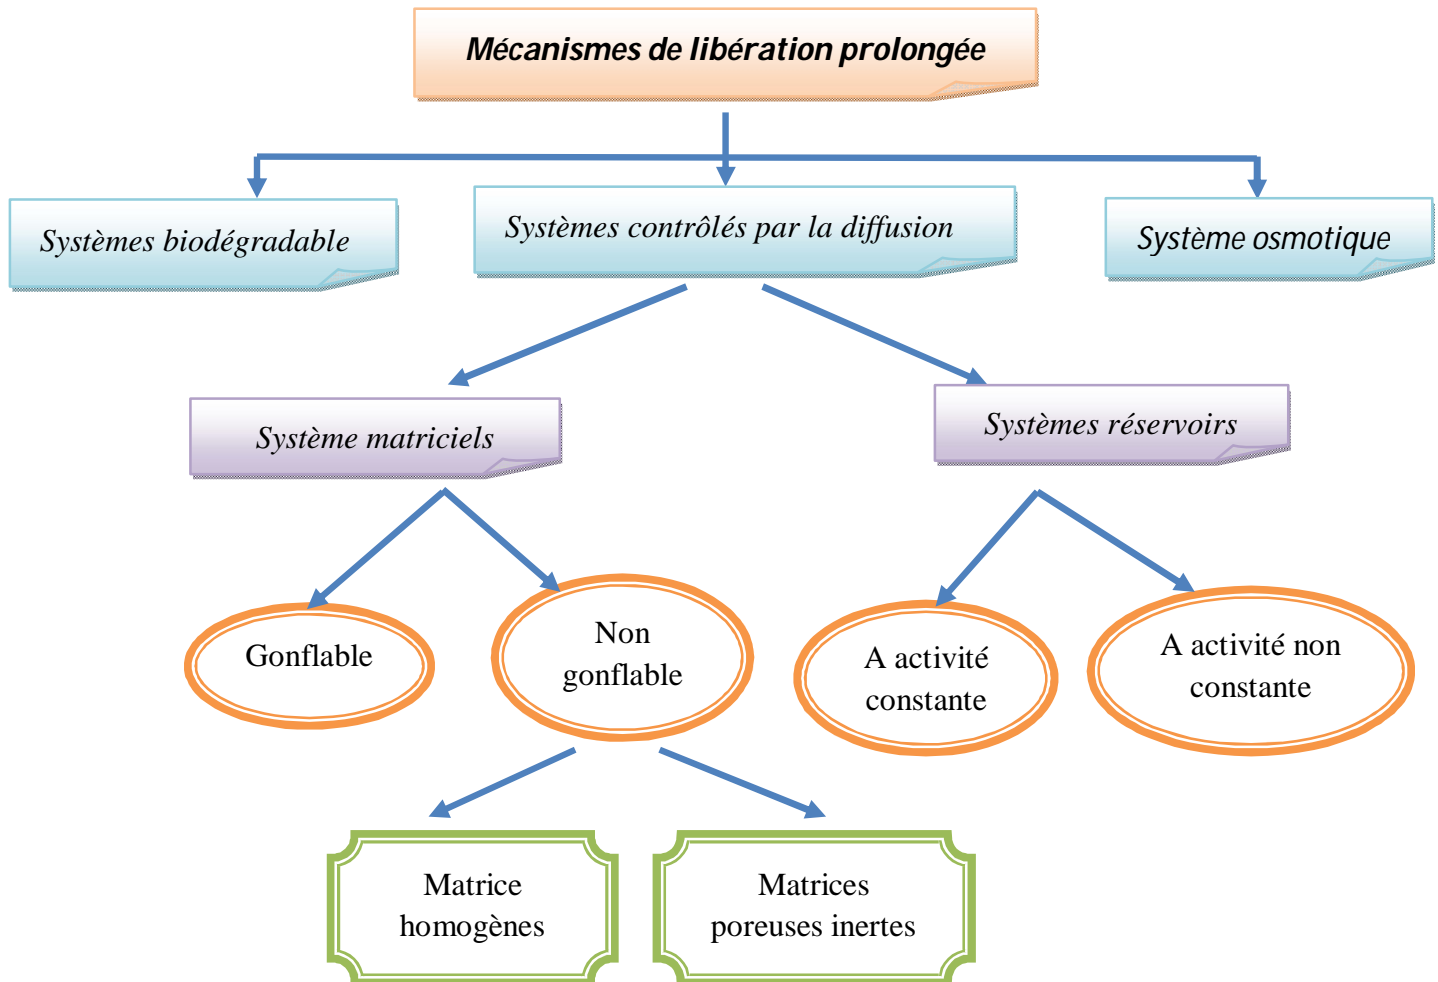 Mécanismes de libération prolongée
Systèmes biodégradable
Systèmes contrôlés par la diffusion
Système osmotique
Système matriciels
Systèmes réservoirs
Gonflable
Non
gonflable
A activité
constante
A activité non
constante
Matrice
homogènes
Matrices
poreuses inertes